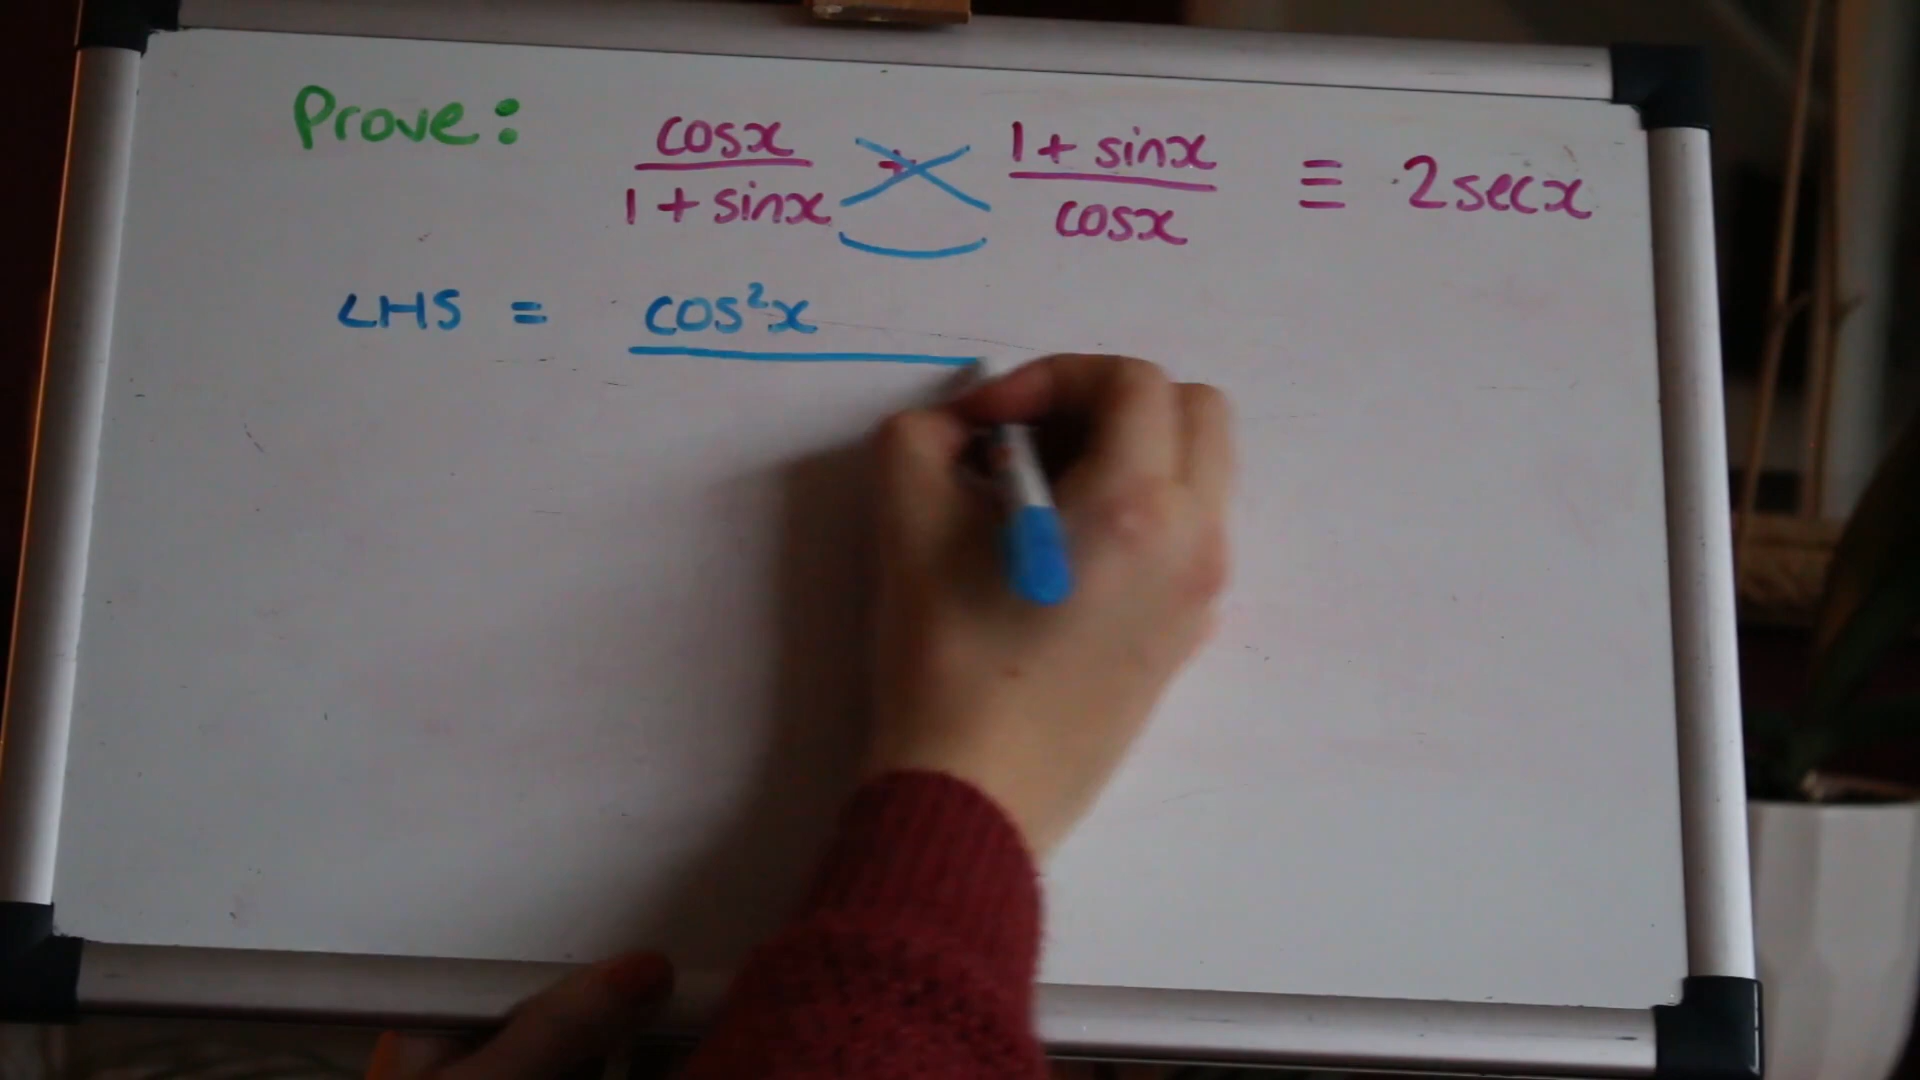 Prove: cosx/1+sinx + 1+sinx/cosx ≡ 2secx
LHS = cos²x